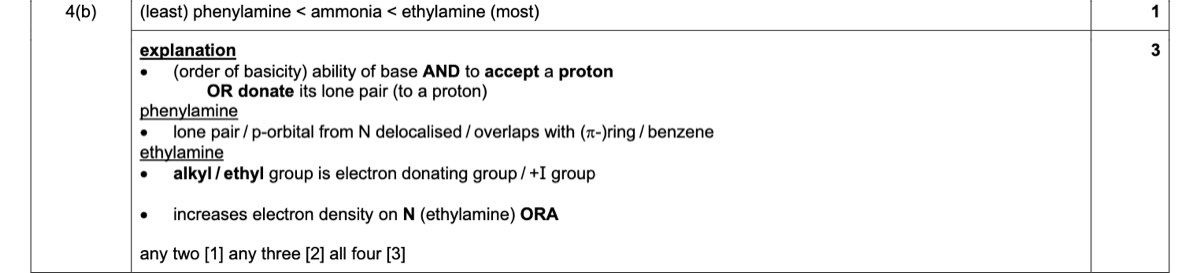 4(b) (least) phenylamine < ammonia < ethylamine (most) 1
explanation 3
• (order of basicity) ability of base AND to accept a proton
OR donate its lone pair (to a proton)
phenylamine
• lone pair / p-orbital from N delocalised / overlaps with (π-)ring / benzene
ethylamine
• alkyl / ethyl group is electron donating group / +I group
• increases electron density on N (ethylamine) ORA
any two [1] any three [2] all four [3]